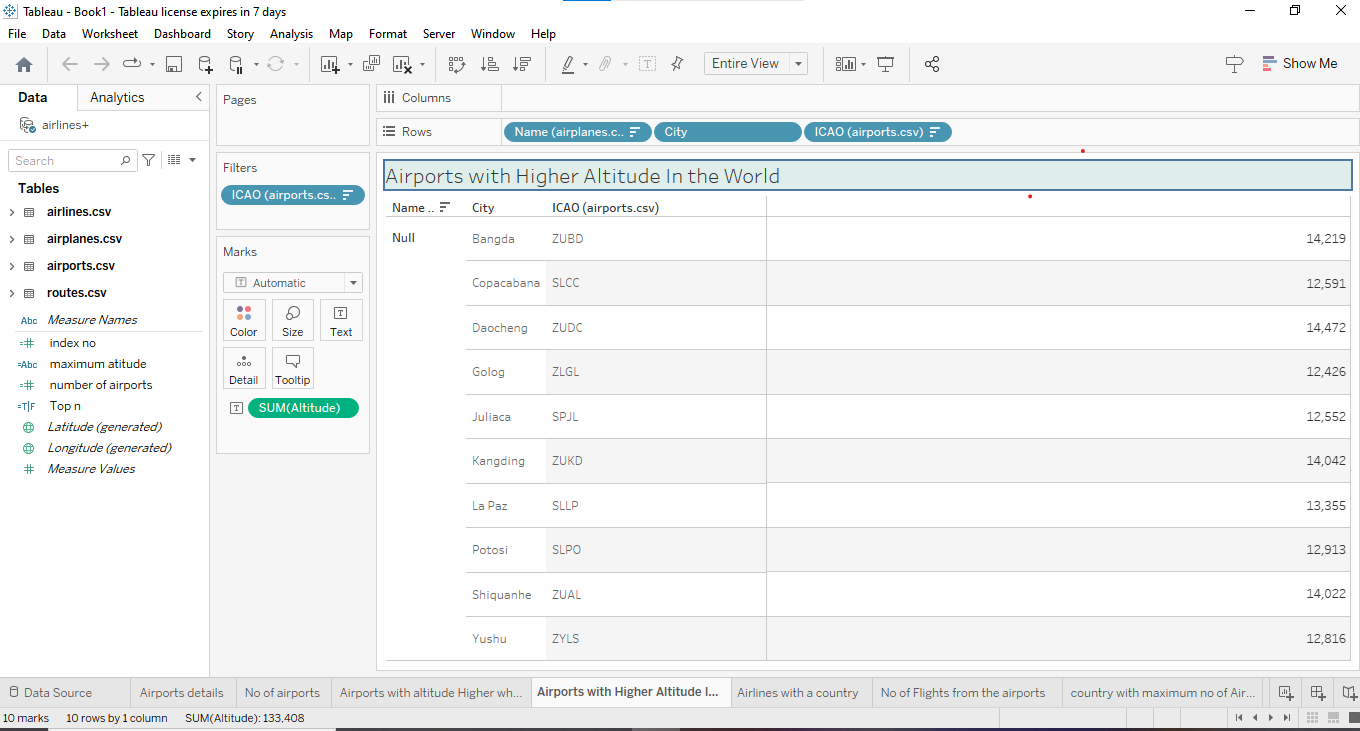 Tableau - Book1 - Tableau license expires in 7 days
File Data Worksheet Dashboard Story Analysis Map Format Server Window Help
Entire View
Show Me
Data Analytics
airlines+
Search
Tables
airlines.csv
airplanes.csv
airports.csv
routes.csv
Abc Measure Names
index no
=Abc maximum atitude
number of airports
=T|F Top n
Latitude (generated)
Longitude (generated)
Measure Values
Pages
Filters
ICAO (airports.cs..
Marks
Automatic
Color Size Text
Detail Tooltip
SUM(Altitude)
Columns
Rows Name (airplanes.c.. City ICAO (airports.csv)
Airports with Higher Altitude In the World
Name .. City ICAO (airports.csv)
Null Bangda ZUBD 14,219
Copacabana SLCC 12,591
Daocheng ZUDC 14,472
Golog ZLGL 12,426
Juliaca SPJL 12,552
Kangding ZUKD 14,042
La Paz SLLP 13,355
Potosi SLPO 12,913
Shiquanhe ZUAL 14,022
Yushu ZYLS 12,816
Data Source Airports details No of airports Airports with altitude Higher wh... Airports with Higher Altitude I... Airlines with a country No of Flights from the airports country with maximum no of Air...
10 marks 10 rows by 1 column SUM(Altitude): 133,408